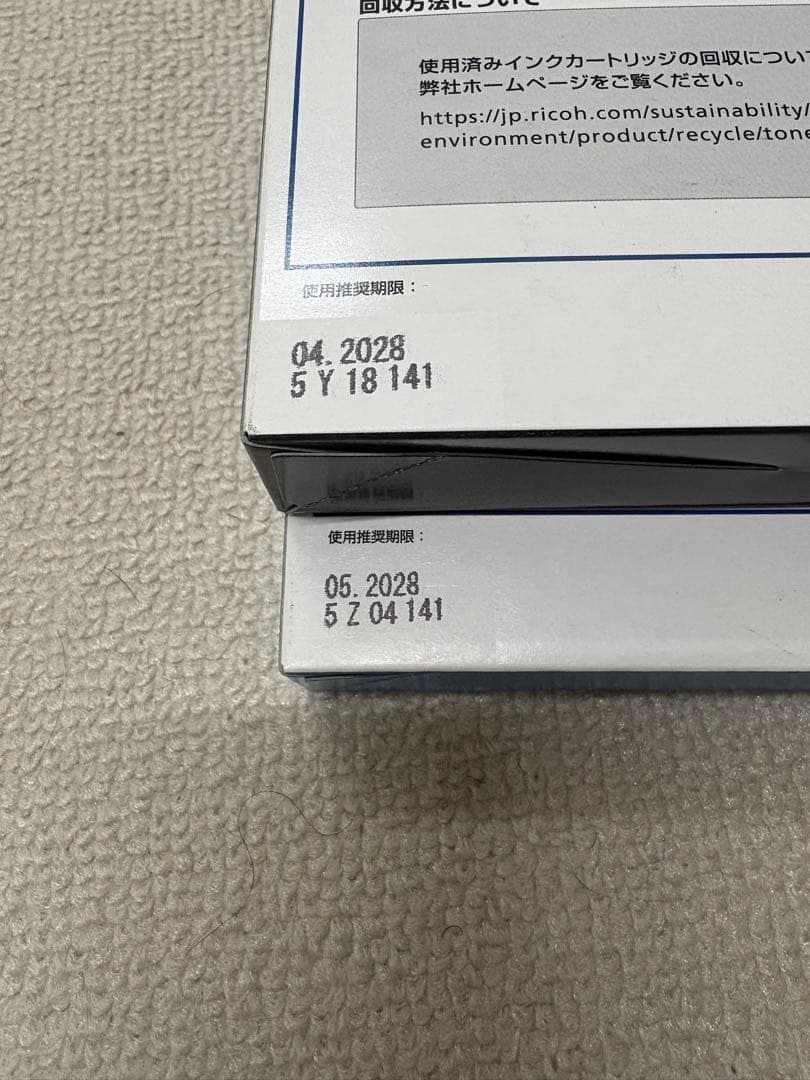 回収方法について
使用済みインクカートリッジの回収につい
弊社ホームページをご覧ください。
https://jp.ricoh.com/sustainability/
environment/product/recycle/tone
使用推奨期限：
04. 2028
5 Y 18 141
使用推奨期限：
05. 2028
5 Z 04 141